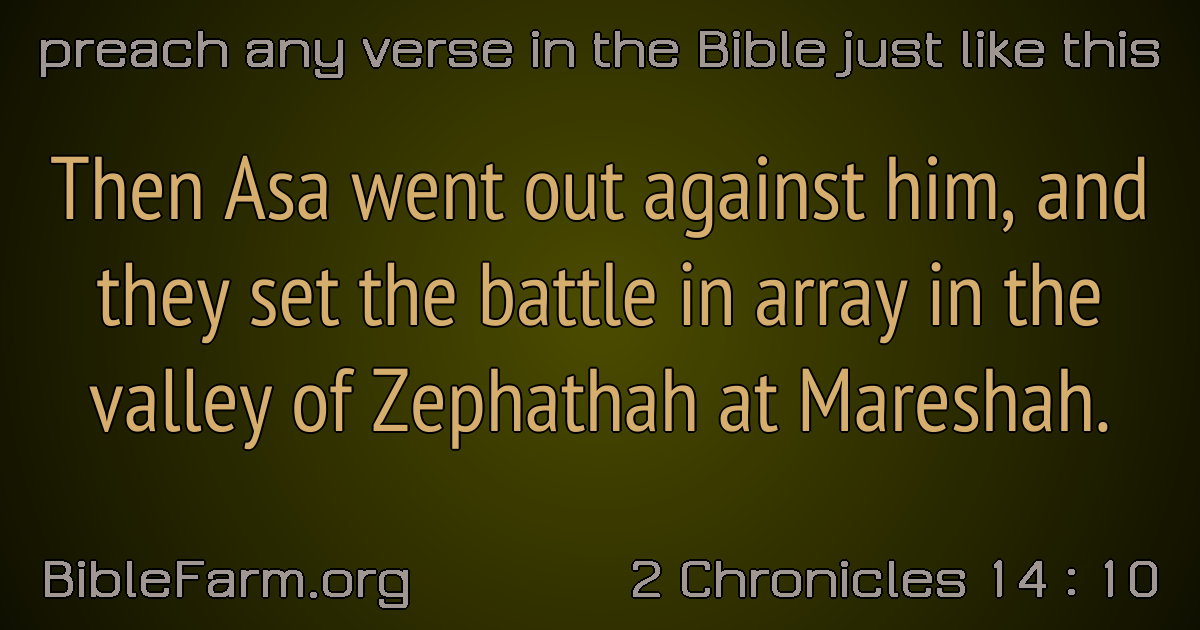 preach any verse in the Bible just like this
Then Asa went out against him, and
they set the battle in array in the
valley of Zephathah at Mareshah.
BibleFarm.org
2 Chronicles 14 : 10